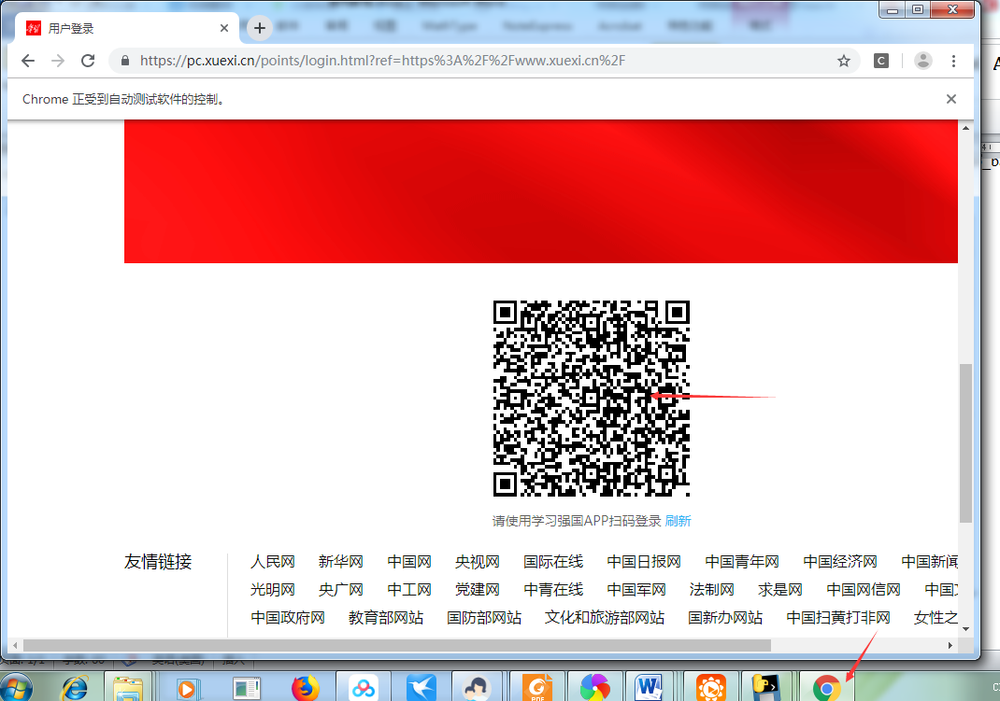 用户登录
https://pc.xuexi.cn/points/login.html?ref=https%3A%2F%2Fwww.xuexi.cn%2F
C
Chrome 正受到自动测试软件的控制。
请使用学习强国APP扫码登录 刷新
友情链接 人民网 新华网 中国网 央视网 国际在线 中国日报网 中国青年网 中国经济网 中国新闻
光明网 央广网 中工网 党建网 中青在线 中国军网 法制网 求是网 中国网信网 中国
中国政府网 教育部网站 国防部网站 文化和旅游部网站 国新办网站 中国扫黄打非网 女性之
PDF
W